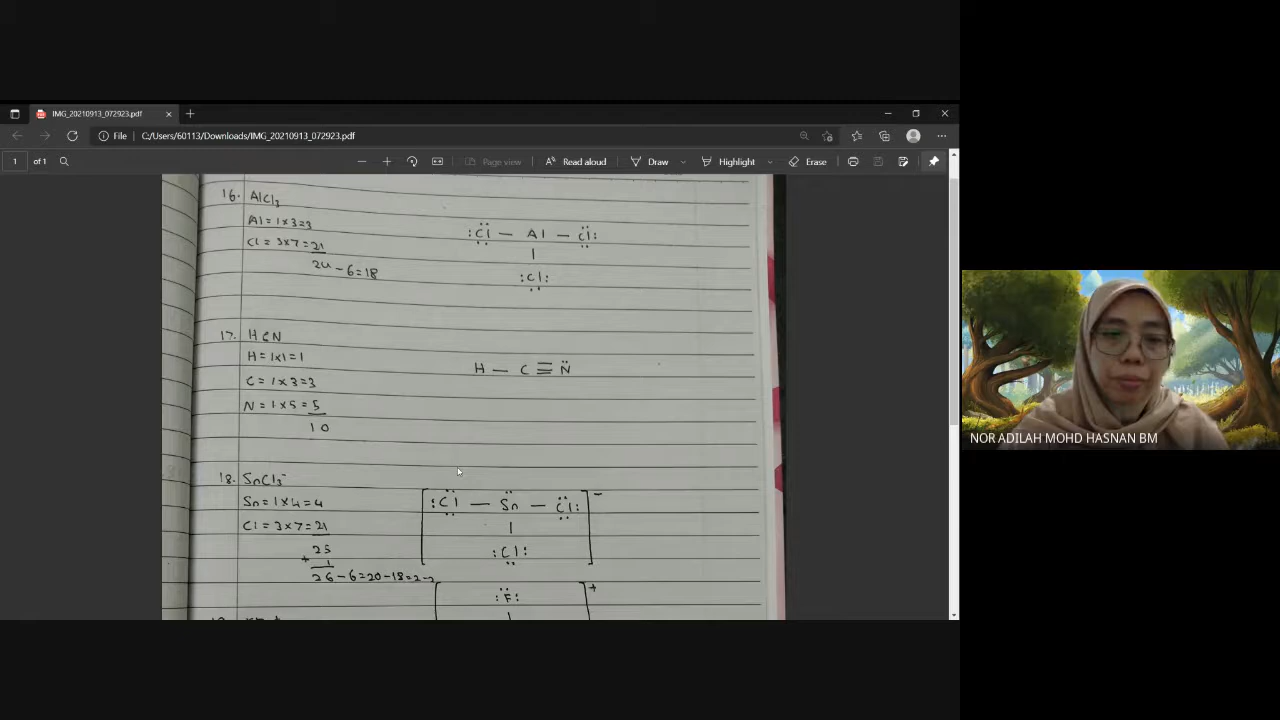 IMG_20210913_072923.pdf
File C:/Users/60113/Downloads/IMG_20210913_072923.pdf
1 of 1 Page view Read aloud Draw Highlight Erase
16. AlCl3
Al = 1 x 3 = 3
Cl = 3 x 7 = 21
24 - 6 = 18
:Cl — Al — Cl:
:Cl:
17. HCN
H = 1x1 = 1
C = 1 x 3 = 3
N = 1 x 5 = 5
10
H — C ≡ N
18. SnCl3-
Sn = 1 x 4 = 4
Cl = 3 x 7 = 21
25
+ 1
26 - 6 = 20 - 18 = 2 - 2
[:Cl — Sn — Cl:]-
:Cl:
:F: +
NOR ADILAH MOHD HASNAN BM